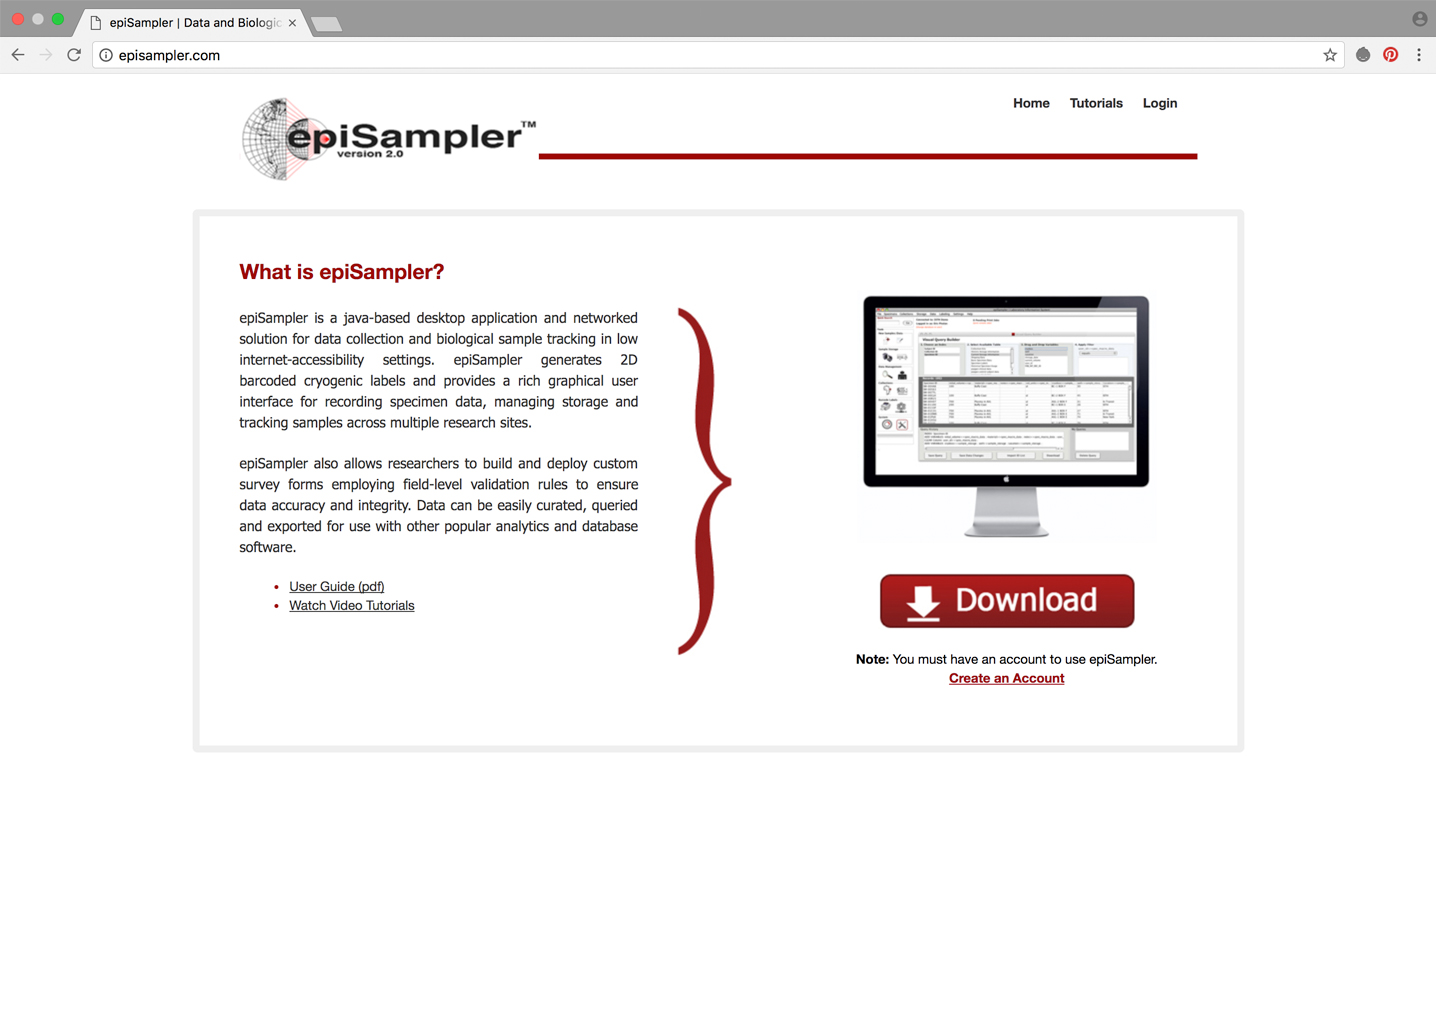 epiSampler | Data and Biologic
episampler.com
epiSampler™
version 2.0
Home Tutorials Login
What is epiSampler?
epiSampler is a java-based desktop application and networked
solution for data collection and biological sample tracking in low
internet-accessibility settings. epiSampler generates 2D
barcoded cryogenic labels and provides a rich graphical user
interface for recording specimen data, managing storage and
tracking samples across multiple research sites.
epiSampler also allows researchers to build and deploy custom
survey forms employing field-level validation rules to ensure
data accuracy and integrity. Data can be easily curated, queried
and exported for use with other popular analytics and database
software.
• User Guide (pdf)
• Watch Video Tutorials
Visual Query Builder
Download
Note: You must have an account to use epiSampler.
Create an Account